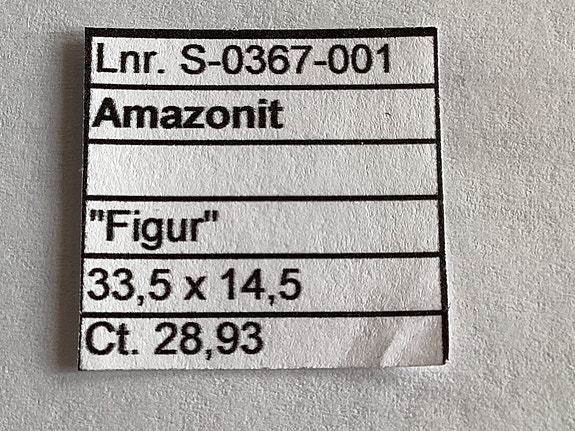 Lnr. S-0367-001
Amazonit
"Figur"
33,5 x 14,5
Ct. 28,93